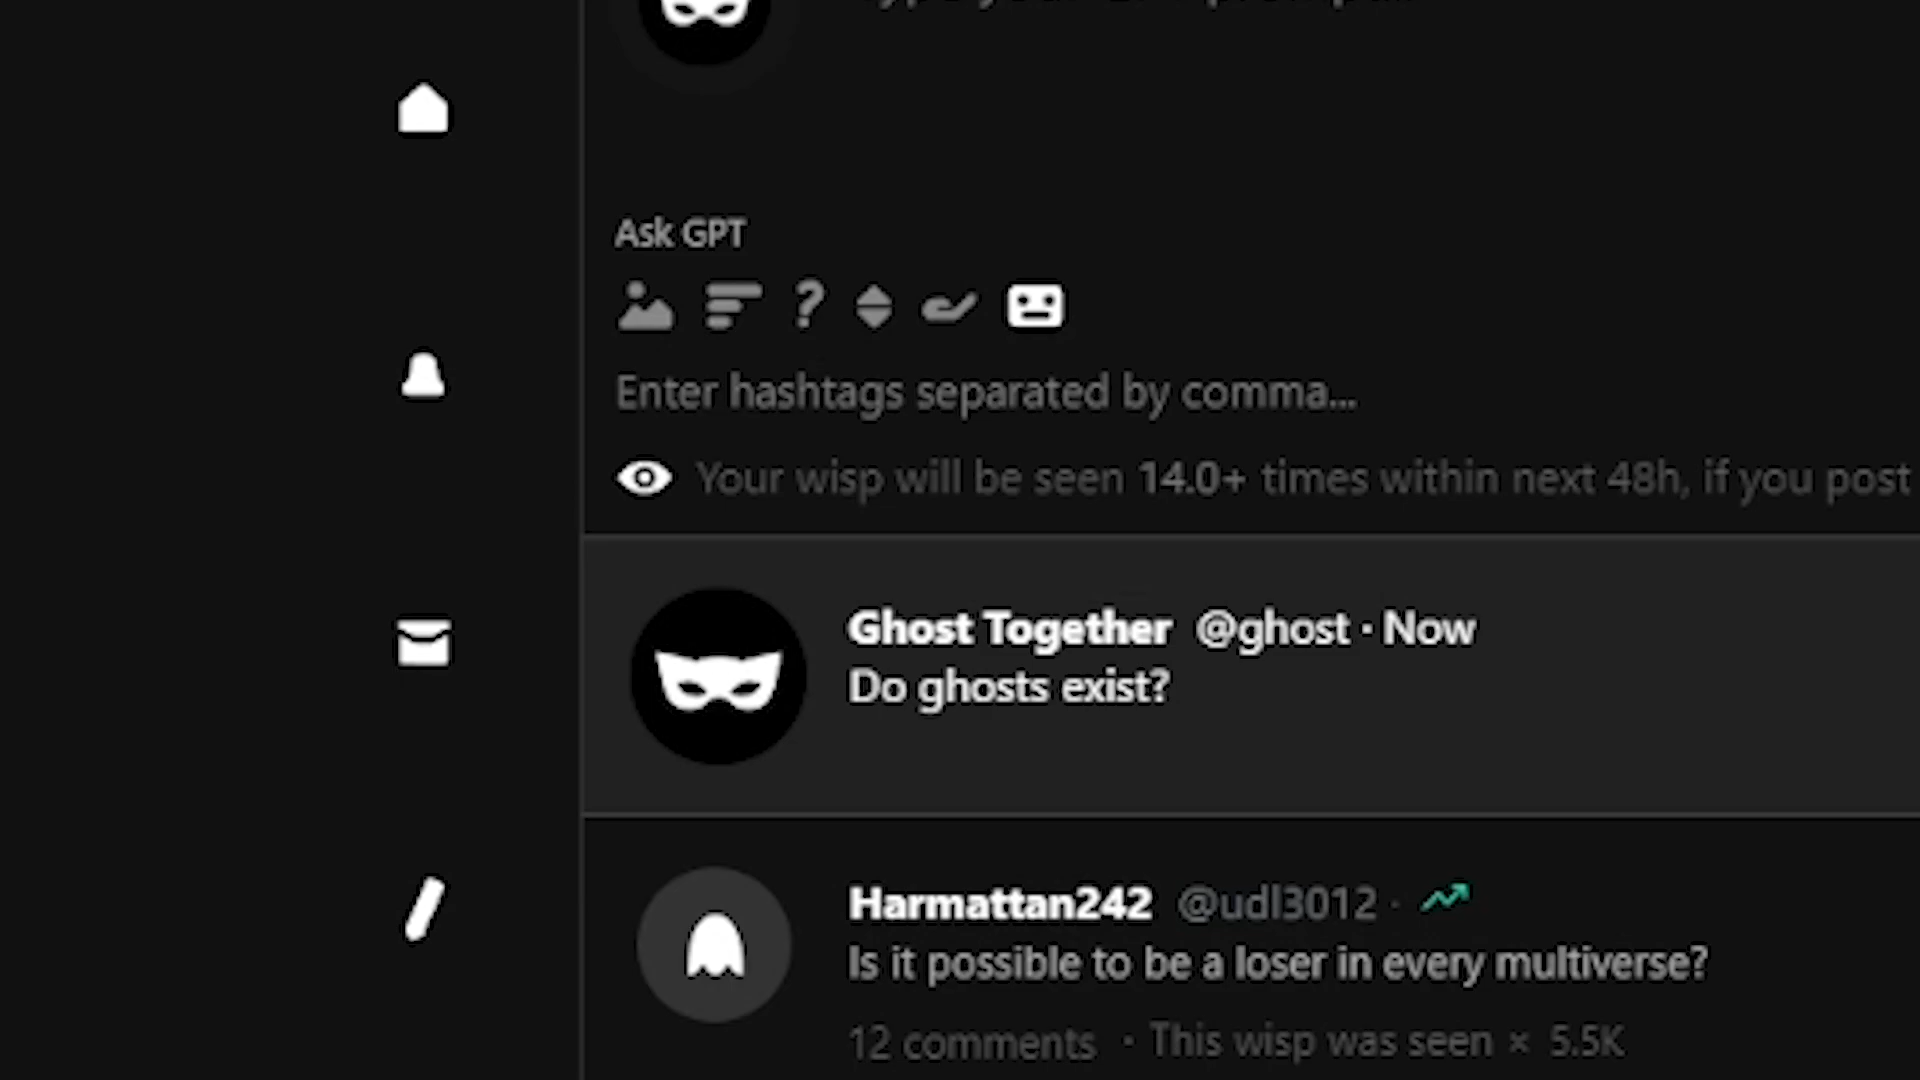 Ask GPT
Enter hashtags separated by comma...
Your wisp will be seen 14.0+ times within next 48h, if you post
Ghost Together @ghost · Now
Do ghosts exist?
Harmattan242 @udl3012 ·
Is it possible to be a loser in every multiverse?
12 comments · This wisp was seen × 5.5K